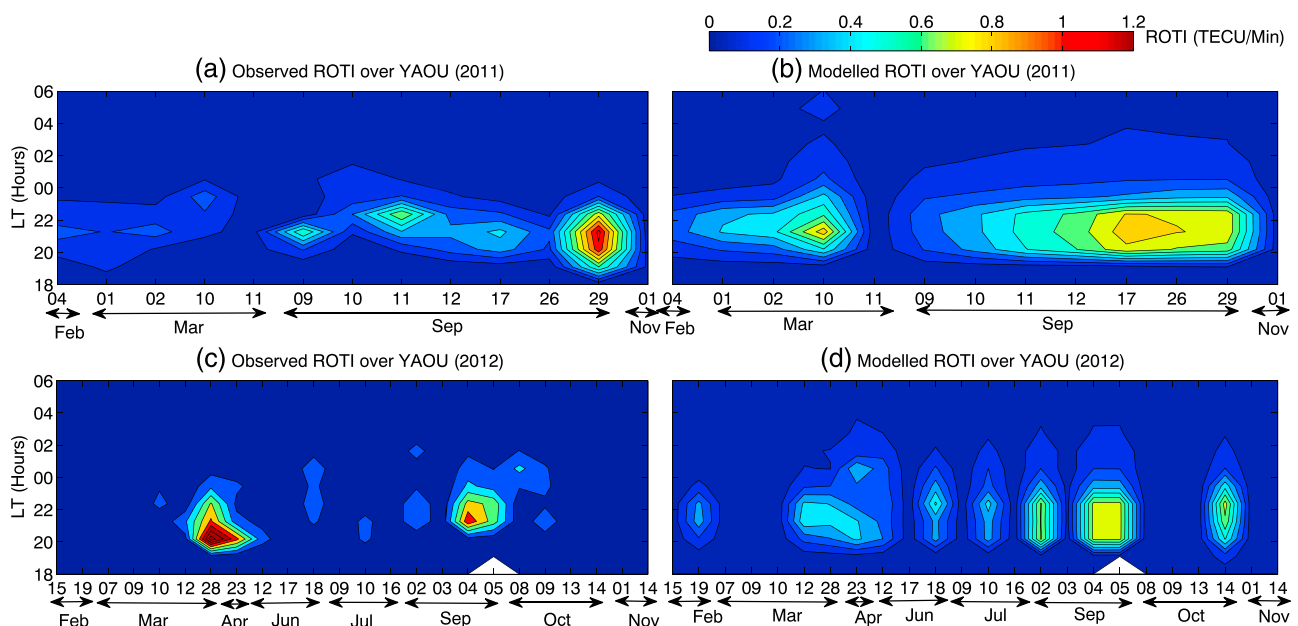 0 0.2 0.4 0.6 0.8 1 1.2
ROTI (TECU/Min)
(a) Observed ROTI over YAOU (2011)
(b) Modelled ROTI over YAOU (2011)
LT (Hours)
06
04
02
00
22
20
18
04 01 02 10 11 09 10 11 12 17 26 29 01
Feb Mar Sep Nov
04 01 02 10 11 09 10 11 12 17 26 29 01
Feb Mar Sep Nov
(c) Observed ROTI over YAOU (2012)
(d) Modelled ROTI over YAOU (2012)
LT (Hours)
06
04
02
00
22
20
18
15 19 07 09 10 12 28 23 12 17 18 09 10 16 02 03 04 05 08 09 13 14 01 14
Feb Mar Apr Jun Jul Sep Oct Nov
15 19 07 09 10 12 28 23 12 17 18 09 10 16 02 03 04 05 08 09 13 14 01 14
Feb Mar Apr Jun Jul Sep Oct Nov